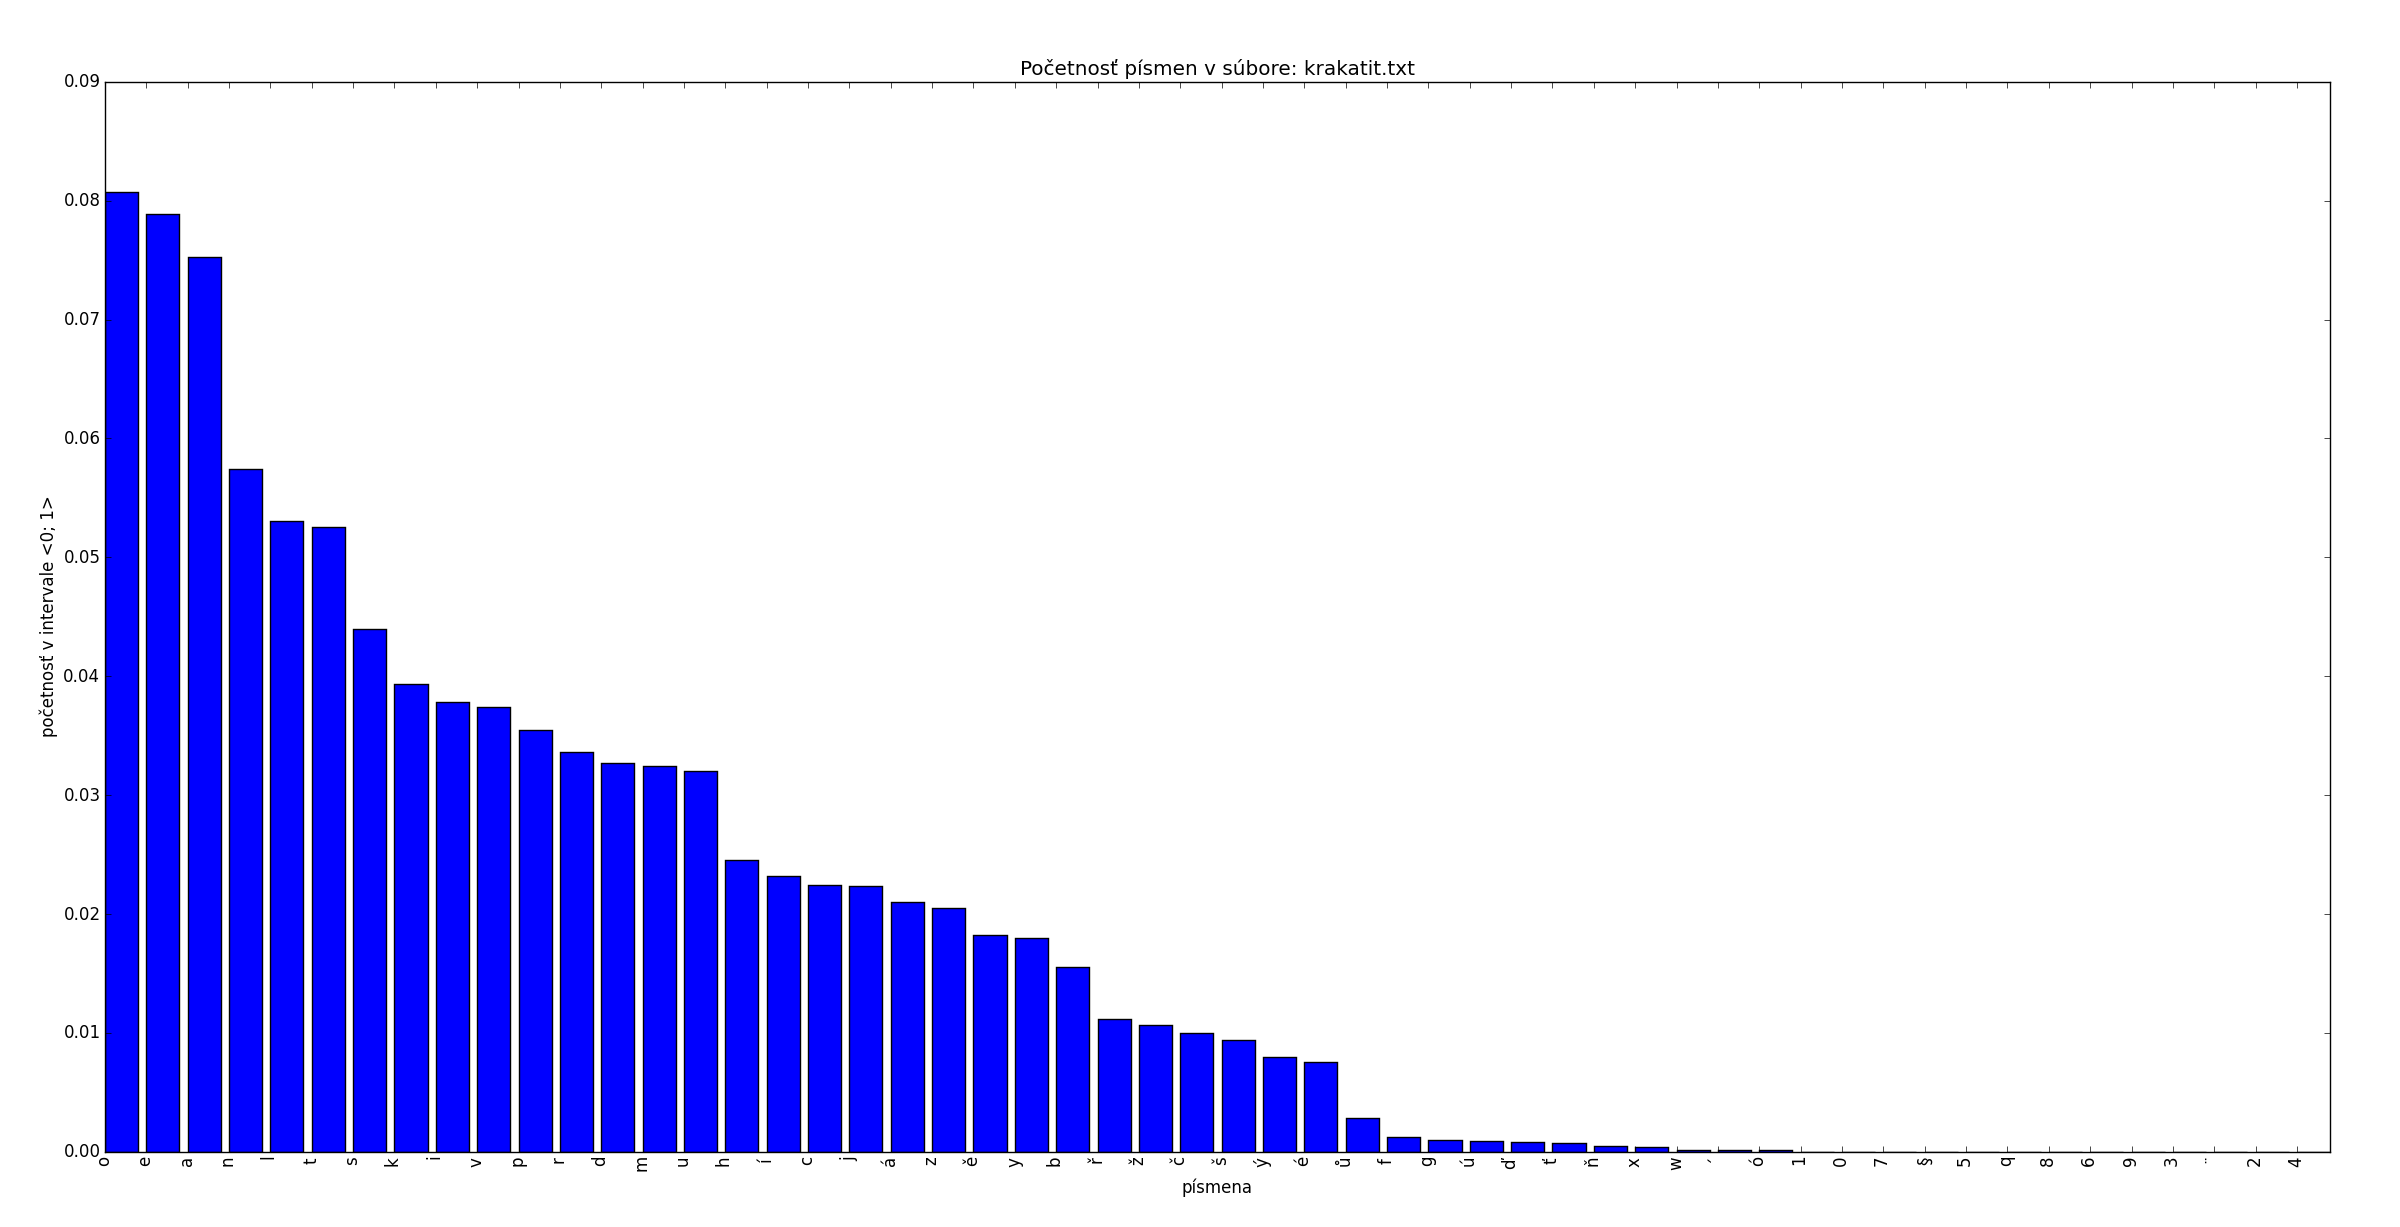 Početnosť písmen v súbore: krakatit.txt
0.09
0.08
0.07
0.06
0.05
0.04
0.03
0.02
0.01
0.00
početnosť v intervale <0; 1>
o e a n l t s k i v p r d m u h í c j á z ě y b ř ž č š ý é ů f g ú ď ť ň x w ´ ó 1 0 7 § 5 q 8 6 9 3 ¨ 2 4
písmena